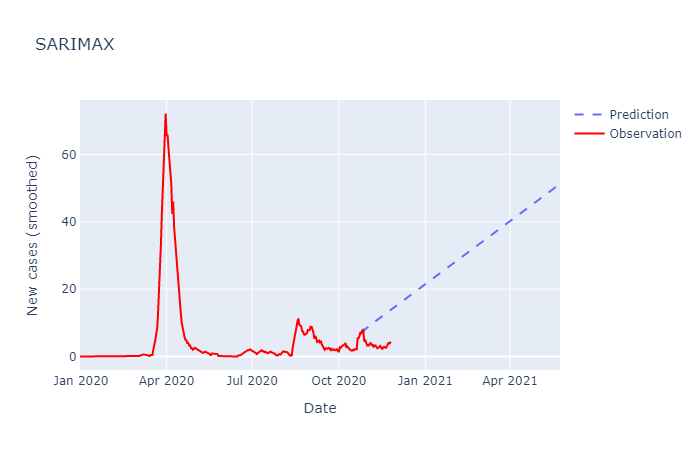 SARIMAX
Prediction
Observation
New cases (smoothed)
60
40
20
0
Jan 2020
Apr 2020
Jul 2020
Oct 2020
Jan 2021
Apr 2021
Date